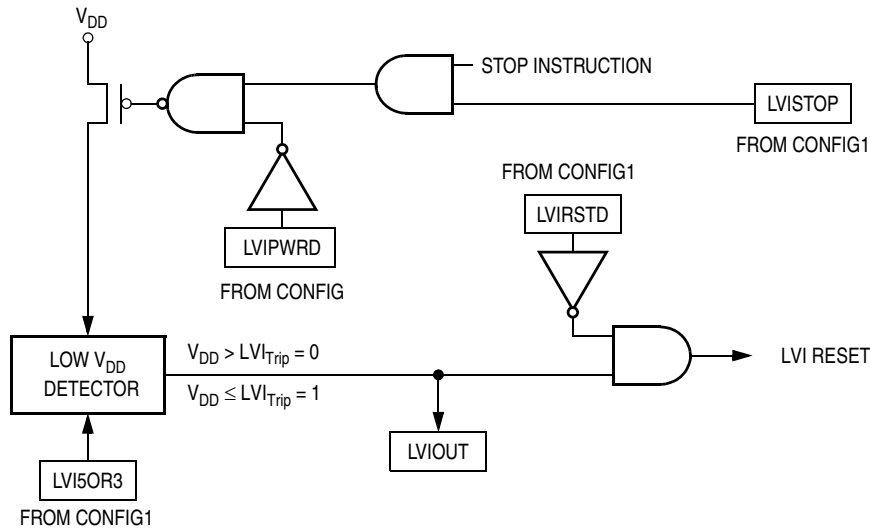 V_DD
STOP INSTRUCTION
LVISTOP
FROM CONFIG1
FROM CONFIG1
LVIRSTD
LVIPWRD
FROM CONFIG
LOW V_DD
DETECTOR
V_DD > LVI_Trip = 0
V_DD ≤ LVI_Trip = 1
LVI RESET
LVIOUT
LVI5OR3
FROM CONFIG1